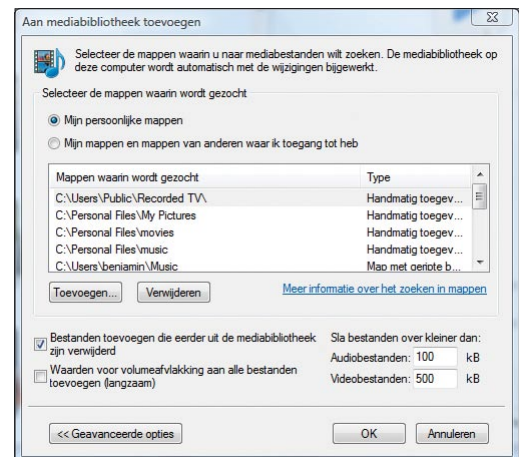 Aan mediabibliotheek toevoegen
Selecteer de mappen waarin u naar mediabestanden wilt zoeken. De mediabibliotheek op
deze computer wordt automatisch met de wijzigingen bijgewerkt.
Selecteer de mappen waarin wordt gezocht
Mijn persoonlijke mappen
Mijn mappen en mappen van anderen waar ik toegang tot heb
Mappen waarin wordt gezocht Type
C:\Users\Public\Recorded TV\ Handmatig toegev...
C:\Personal Files\My Pictures Handmatig toegev...
C:\Personal Files\movies Handmatig toegev...
C:\Personal Files\music Handmatig toegev...
C:\Users\benjamin\Music Map met geripte b...
Toevoegen... Verwijderen Meer informatie over het zoeken in mappen
Bestanden toevoegen die eerder uit de mediabibliotheek
zijn verwijderd
Waarden voor volumeafvlakking aan alle bestanden
toevoegen (langzaam)
Sla bestanden over kleiner dan:
Audiobestanden: 100 kB
Videobestanden: 500 kB
<< Geavanceerde opties OK Annuleren